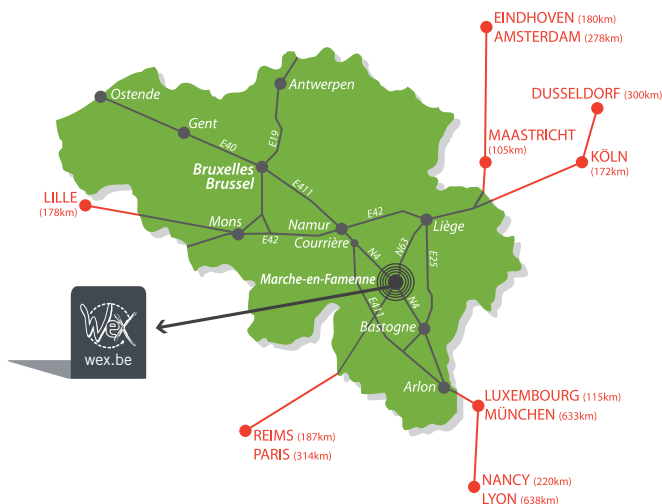 EINDHOVEN (180km)
AMSTERDAM (278km)
DUSSELDORF (300km)
Antwerpen
Ostende
Gent
E19
E40
MAASTRICHT
(105km)
KÖLN
(172km)
Bruxelles
Brussel
E411
LILLE
(178km)
Mons
E42
Namur
Courrière
E42
Liège
N4
N63
E25
Marche-en-Famenne
E411
N4
Bastogne
Wex
wex.be
Arlon
LUXEMBOURG (115km)
MÜNCHEN (633km)
REIMS (187km)
PARIS (314km)
NANCY (220km)
LYON (638km)